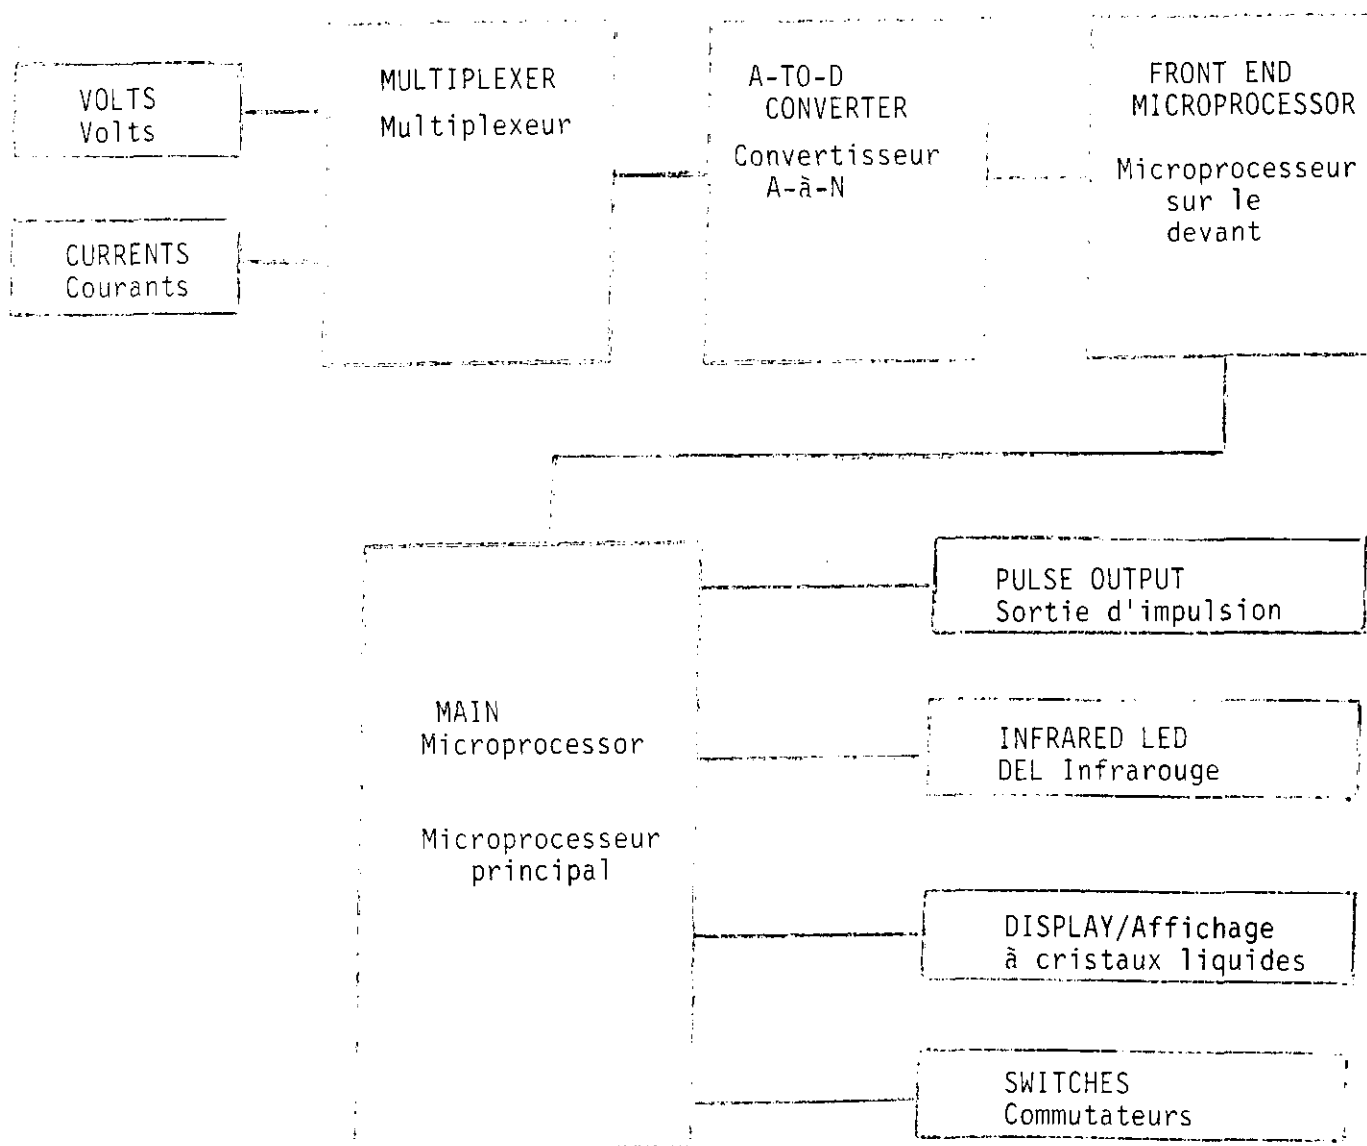 VOLTS
Volts
CURRENTS
Courants
MULTIPLEXER
Multiplexeur
A-TO-D
CONVERTER
Convertisseur
A-à-N
FRONT END
MICROPROCESSOR
Microprocesseur
sur le
devant
MAIN
Microprocessor
Microprocesseur
principal
PULSE OUTPUT
Sortie d'impulsion
INFRARED LED
DEL Infrarouge
DISPLAY/Affichage
à cristaux liquides
SWITCHES
Commutateurs